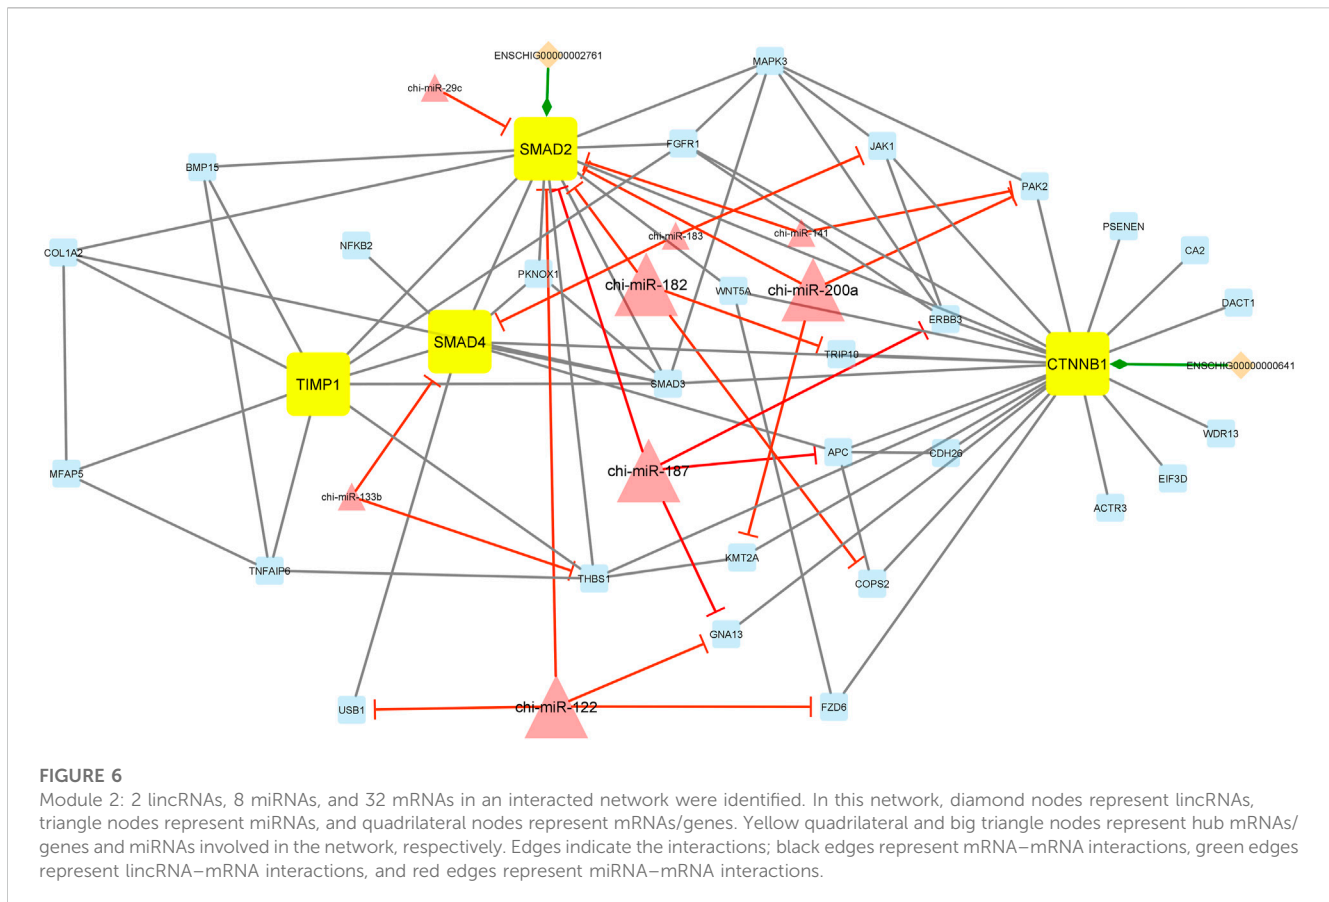 ENSCHIG00000002761
MAPK3
chi-miR-29c
SMAD2
FGFR1
JAK1
BMP15
PAK2
PSENEN
NFKB2
chi-miR-183
chi-miR-141
COL1A2
CA2
PKNOX1
chi-miR-182
WNT5A
chi-miR-200a
DACT1
ERBB3
SMAD4
TRIP10
CTNNB1
ENSCHIG00000000641
TIMP1
SMAD3
WDR13
APC
CDH26
MFAP5
chi-miR-187
EIF3D
chi-miR-133b
ACTR3
KMT2A
TNFAIP6
THBS1
COPS2
GNA13
USB1
chi-miR-122
FZD6
FIGURE 6
Module 2: 2 lincRNAs, 8 miRNAs, and 32 mRNAs in an interacted network were identified. In this network, diamond nodes represent lincRNAs,
triangle nodes represent miRNAs, and quadrilateral nodes represent mRNAs/genes. Yellow quadrilateral and big triangle nodes represent hub mRNAs/
genes and miRNAs involved in the network, respectively. Edges indicate the interactions; black edges represent mRNA–mRNA interactions, green edges
represent lincRNA–mRNA interactions, and red edges represent miRNA–mRNA interactions.